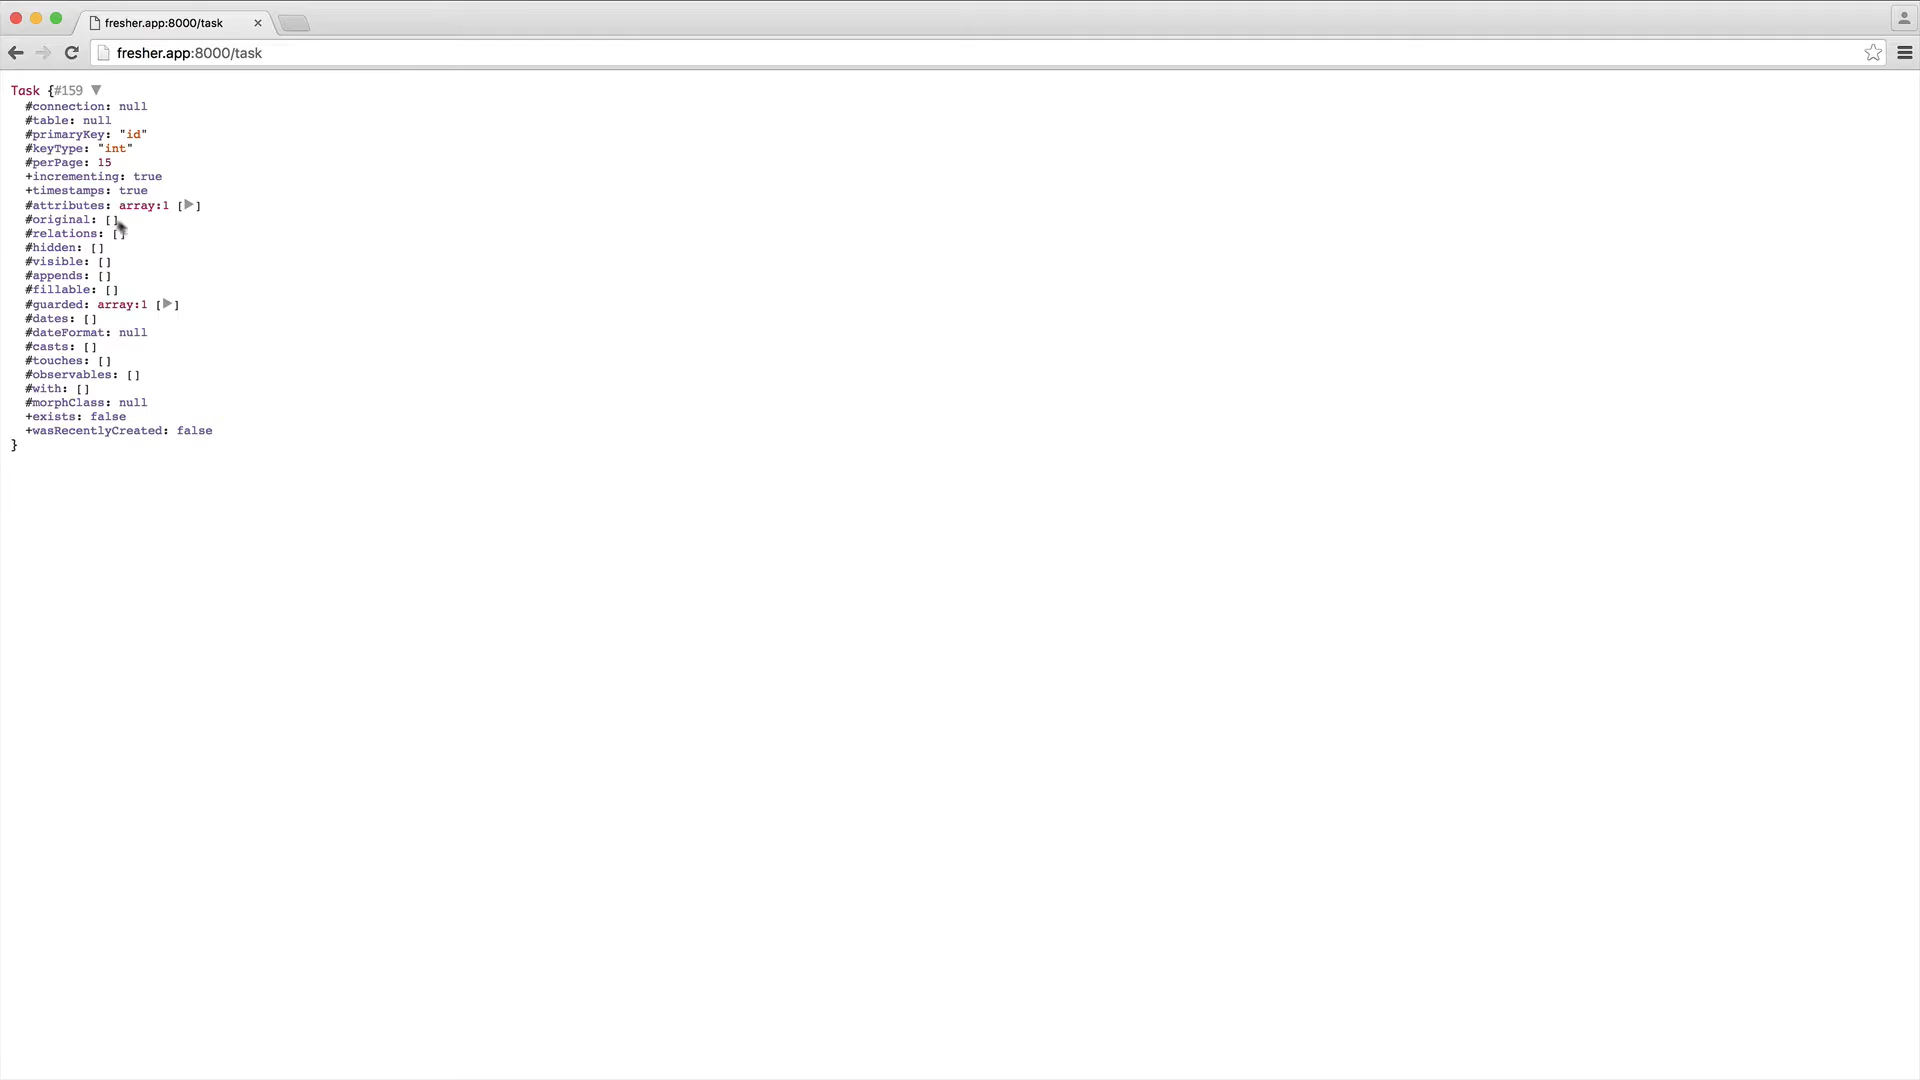 fresher.app:8000/task
fresher.app:8000/task
Task {#159 ▼
#connection: null
#table: null
#primaryKey: "id"
#keyType: "int"
#perPage: 15
+incrementing: true
+timestamps: true
#attributes: array:1 [▶]
#original: []
#relations: []
#hidden: []
#visible: []
#appends: []
#fillable: []
#guarded: array:1 [▶]
#dates: []
#dateFormat: null
#casts: []
#touches: []
#observables: []
#with: []
#morphClass: null
+exists: false
+wasRecentlyCreated: false
}